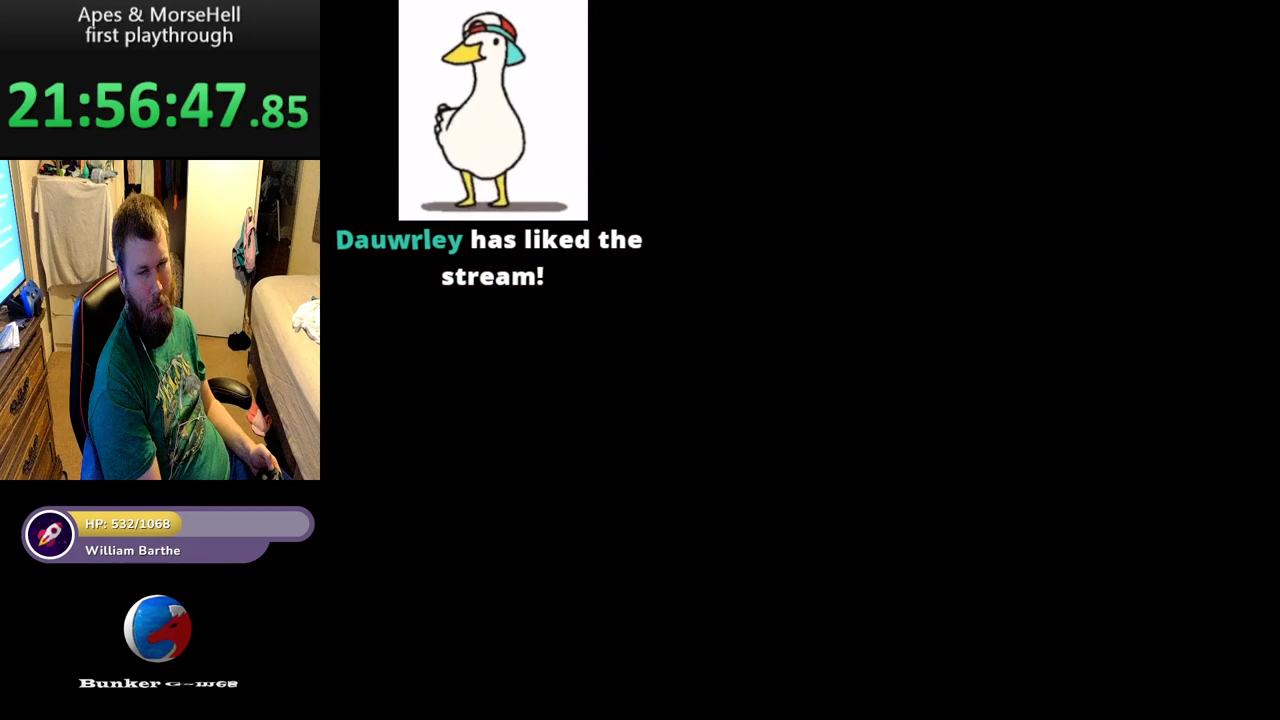 Apes & MorseHell
first playthrough
21:56:47.85
Dauwrley has liked the
stream!
HP: 532/1068
William Barthe
Bunker